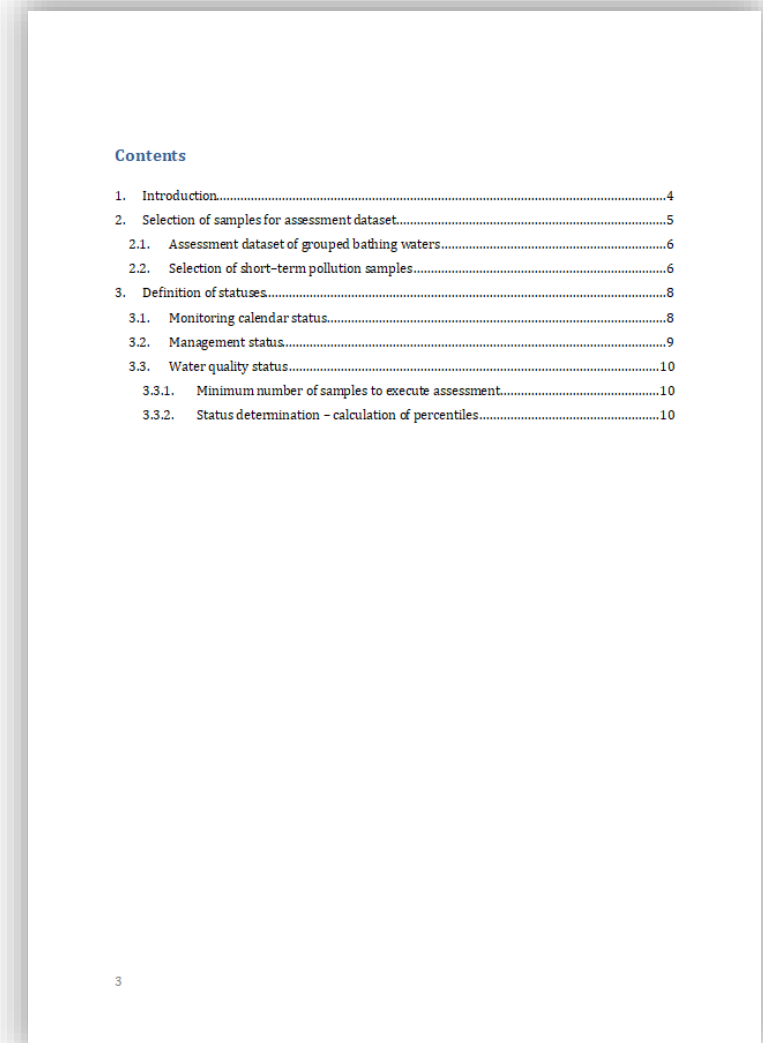 Contents
1. Introduction....................4
2. Selection of samples for assessment dataset....................5
2.1. Assessment dataset of grouped bathing waters....................6
2.2. Selection of short–term pollution samples....................6
3. Definition of statuses....................8
3.1. Monitoring calendar status....................8
3.2. Management status....................9
3.3. Water quality status....................10
3.3.1. Minimum number of samples to execute assessment....................10
3.3.2. Status determination – calculation of percentiles....................10
3